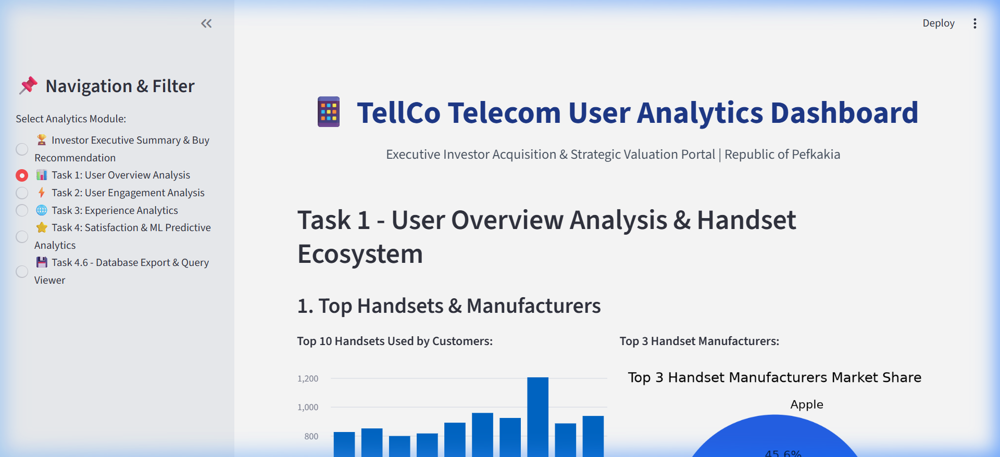 Deploy
Navigation & Filter
Select Analytics Module:
Investor Executive Summary & Buy
Recommendation
Task 1: User Overview Analysis
Task 2: User Engagement Analysis
Task 3: Experience Analytics
Task 4: Satisfaction & ML Predictive
Analytics
Task 4.6 - Database Export & Query
Viewer
TellCo Telecom User Analytics Dashboard
Executive Investor Acquisition & Strategic Valuation Portal | Republic of Pefkakia
Task 1 - User Overview Analysis & Handset
Ecosystem
1. Top Handsets & Manufacturers
Top 10 Handsets Used by Customers:
1,200
1,000
800
Top 3 Handset Manufacturers:
Top 3 Handset Manufacturers Market Share
Apple
45.6%